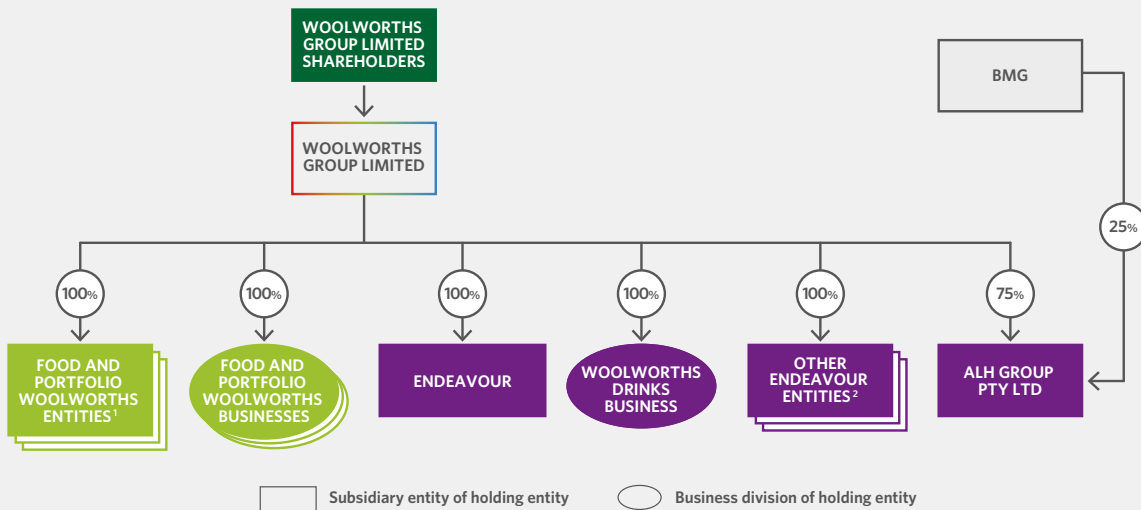 WOOLWORTHS
GROUP LIMITED
SHAREHOLDERS
BMG
WOOLWORTHS
GROUP LIMITED
25%
100%
100%
100%
100%
100%
75%
FOOD AND
PORTFOLIO
WOOLWORTHS
ENTITIES¹
FOOD AND
PORTFOLIO
WOOLWORTHS
BUSINESSES
ENDEAVOUR
WOOLWORTHS
DRINKS
BUSINESS
OTHER
ENDEAVOUR
ENTITIES²
ALH GROUP
PTY LTD
Subsidiary entity of holding entity
Business division of holding entity